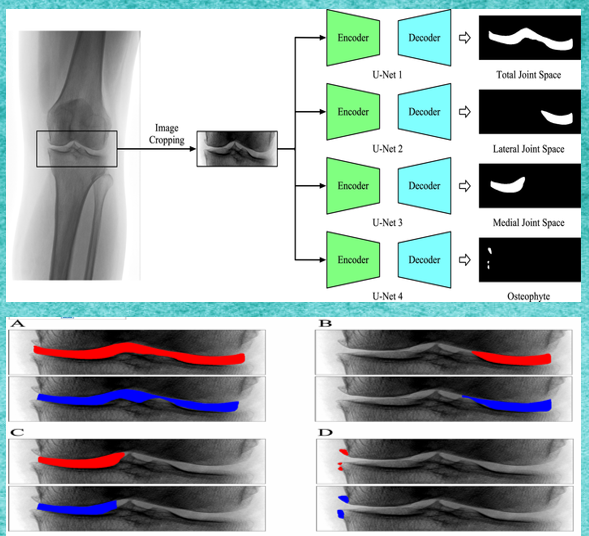 Encoder
Decoder
U-Net 1
Total Joint Space
Image
Cropping
Encoder
Decoder
U-Net 2
Lateral Joint Space
Encoder
Decoder
U-Net 3
Medial Joint Space
Encoder
Decoder
U-Net 4
Osteophyte
A
B
C
D